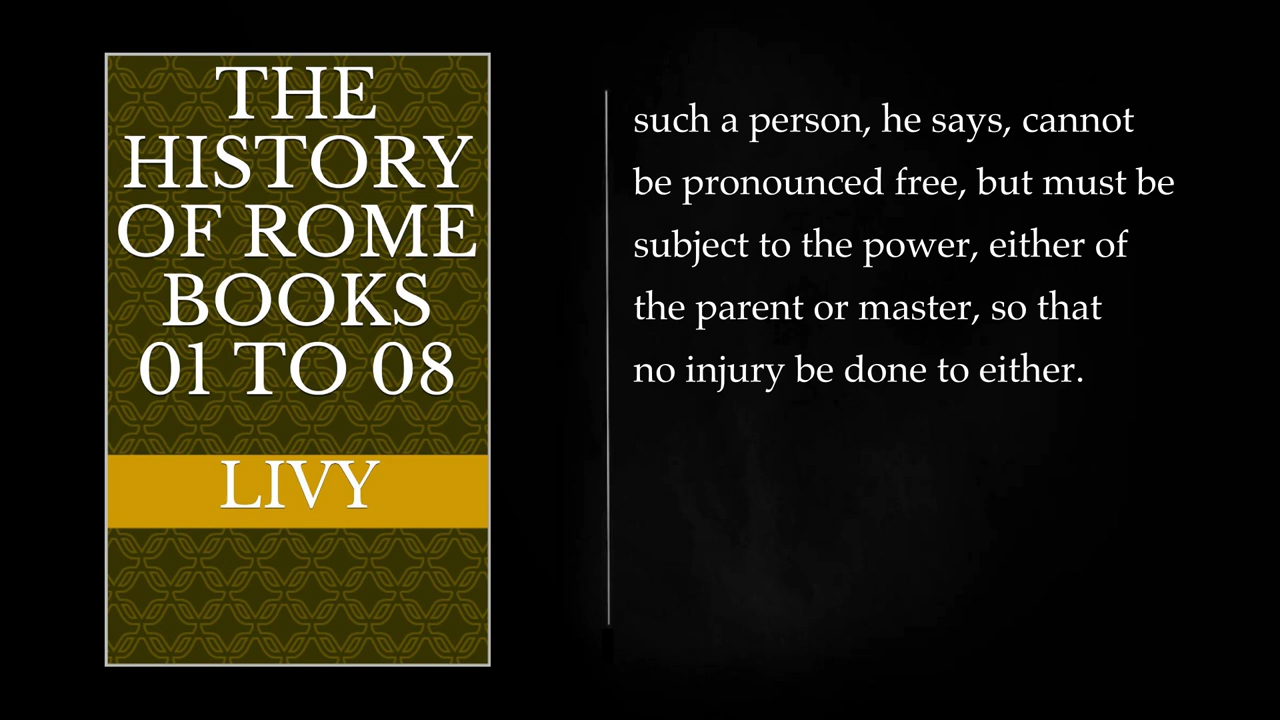 THE
HISTORY
OF ROME
BOOKS
01 TO 08
LIVY
such a person, he says, cannot
be pronounced free, but must be
subject to the power, either of
the parent or master, so that
no injury be done to either.